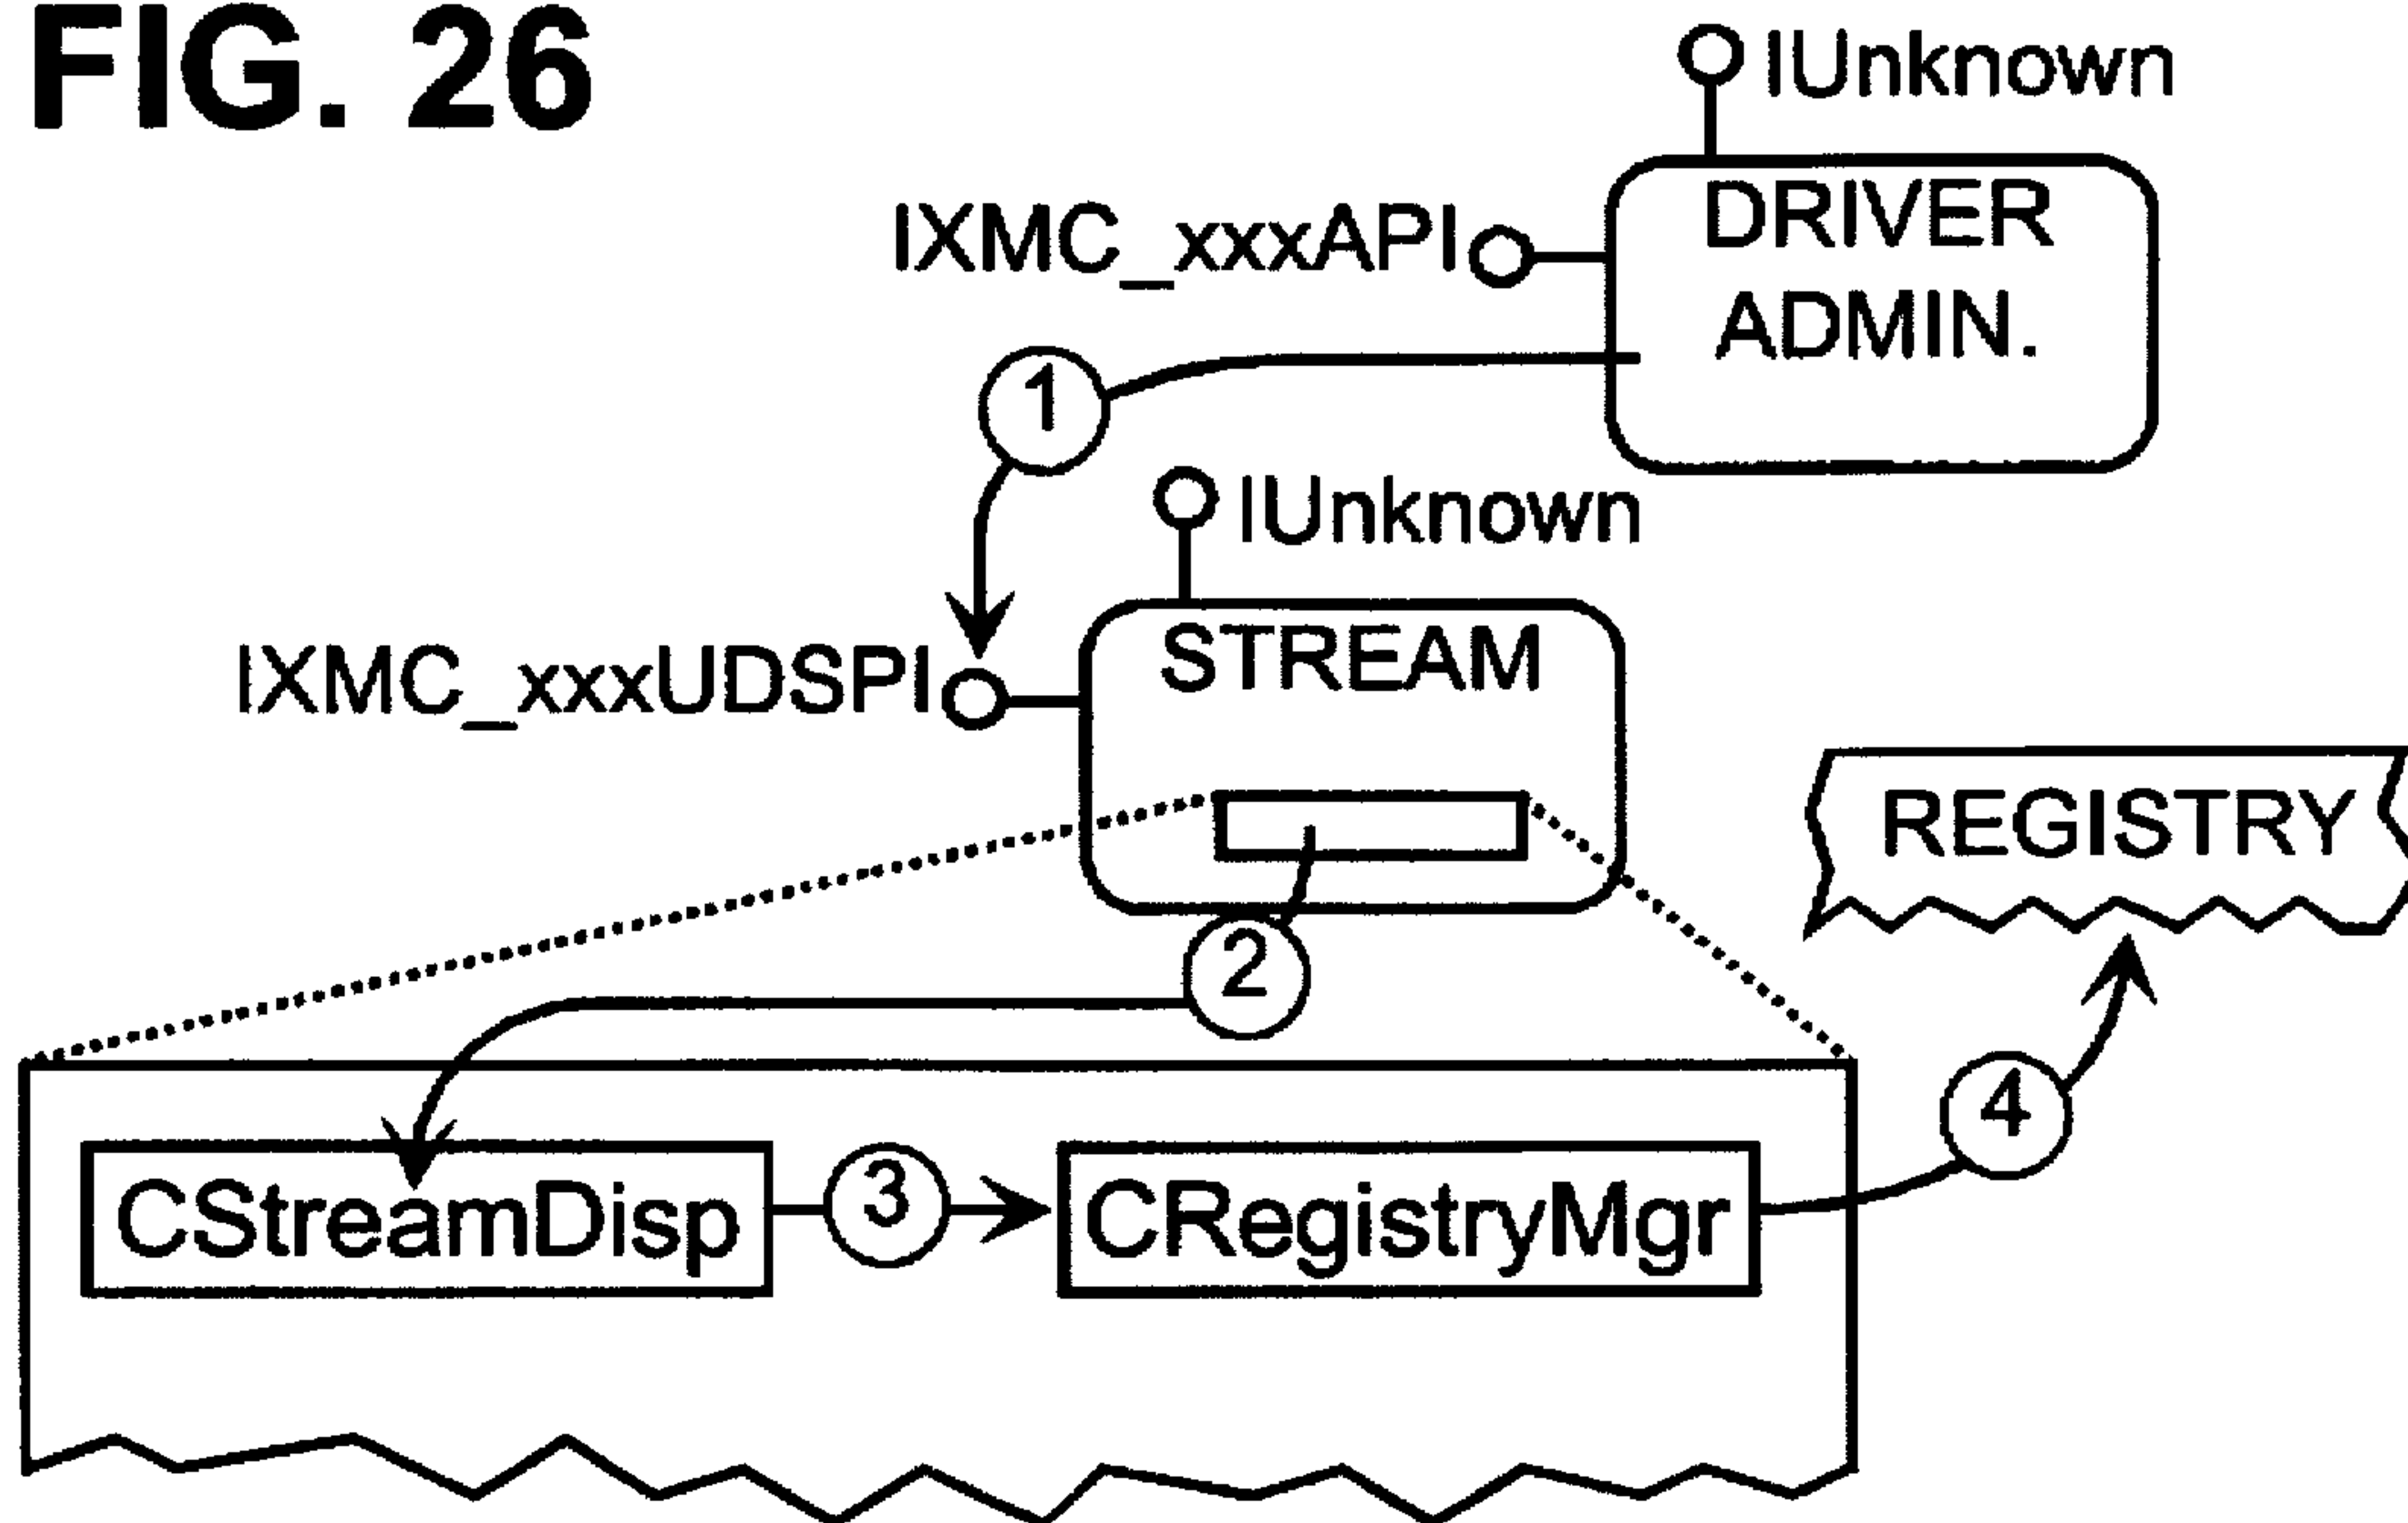 FIG. 26
IUnknown
IXMC_xxxAPI
DRIVER
ADMIN.
1
IUnknown
IXMC_xxxUDSPI
STREAM
REGISTRY
2
4
CStreamDisp
3
CRegistryMgr